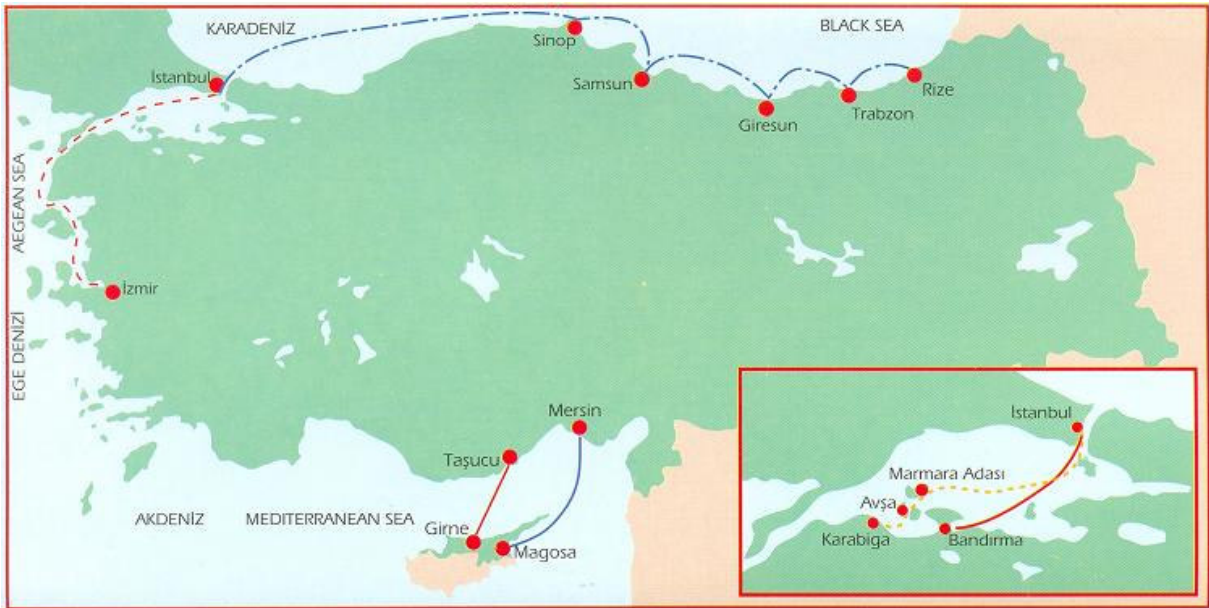 KARADENİZ
BLACK SEA
Sinop
İstanbul
Samsun
Rize
Giresun
Trabzon
AEGEAN SEA
EGE DENİZİ
İzmir
Mersin
Taşucu
AKDENİZ
MEDITERRANEAN SEA
Girne
Magosa
İstanbul
Marmara Adası
Avşa
Karabiga
Bandırma